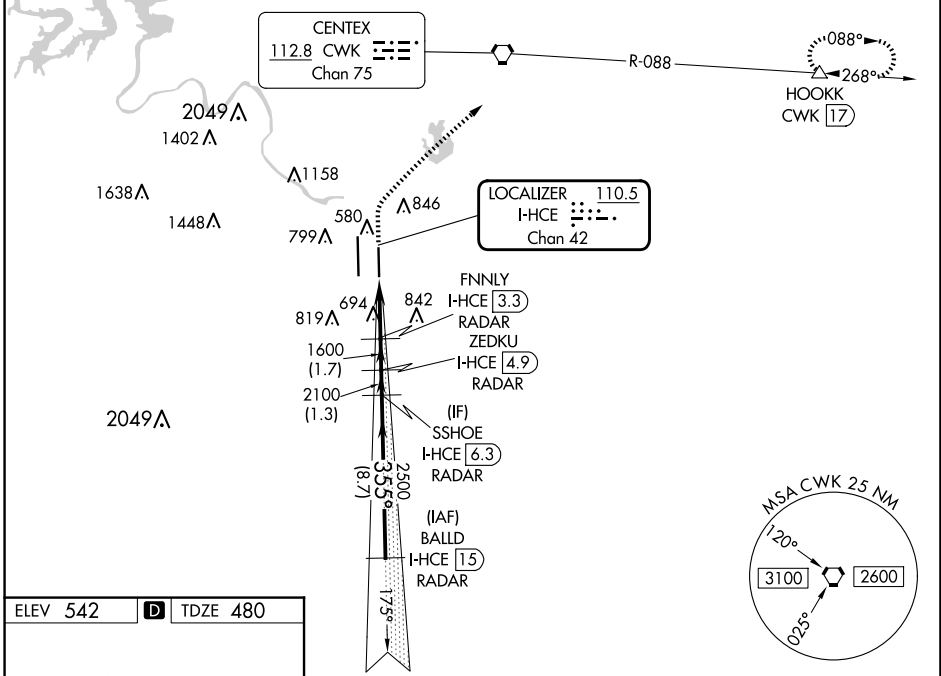 CENTEX
112.8 CWK
Chan 75
R-088
088°
268°
HOOKK
CWK 17
2049
1402
1158
1638
1448
846
580
799
LOCALIZER 110.5
I-HCE
Chan 42
FNNLY
I-HCE 3.3
RADAR
694
842
819
ZEDKU
I-HCE 4.9
RADAR
1600
(1.7)
2100
(1.3)
2049
(IF)
SSHOE
I-HCE 6.3
RADAR
2500
355°
(8.7)
(IAF)
BALLD
I-HCE 15
RADAR
175°
MSA CWK 25 NM
120°
3100
2600
025°
ELEV 542 D TDZE 480